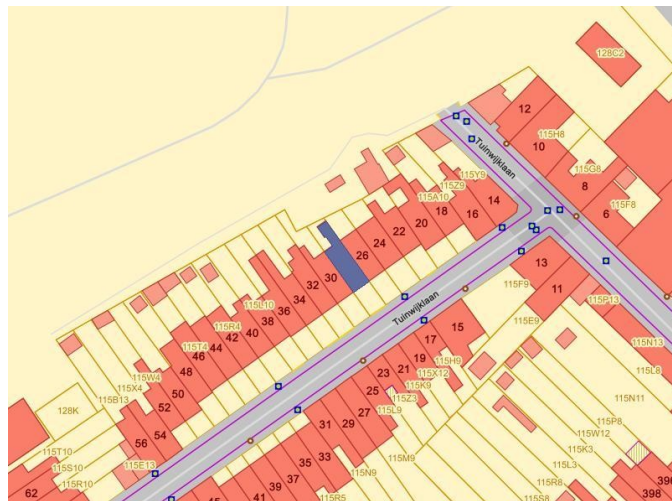 128C2
12
115H8
10
Tuinwijklaan
115G8
8
115F8
6
115Y9
115Z9
14
115A10
18
16
20
22
24
26
30
32
34
36
115L10
38
40
42
115R4
44
46
115T4
48
50
52
115W4
115X4
115B13
128K
54
56
115E13
115T10
115S10
115R10
62
Tuinwijklaan
13
115F9
11
115P13
115E9
15
17
115H9
19
115X12
21
115K9
23
115Z3
25
115L9
27
29
31
115M9
33
35
115N9
37
39
115R5
41
45
115N13
115L8
115N11
115P8
115W12
115K3
115L3
115R8
115S8
398